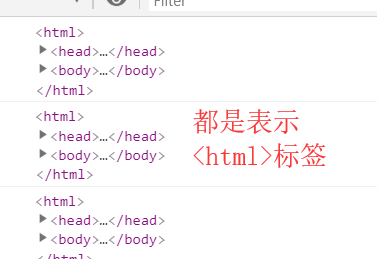 Filter
<html>
<head>…</head>
<body>…</body>
</html>
<html>
<head>…</head>
<body>…</body>
</html>
都是表示
<html>标签
<html>
<head>…</head>
<body>…</body>